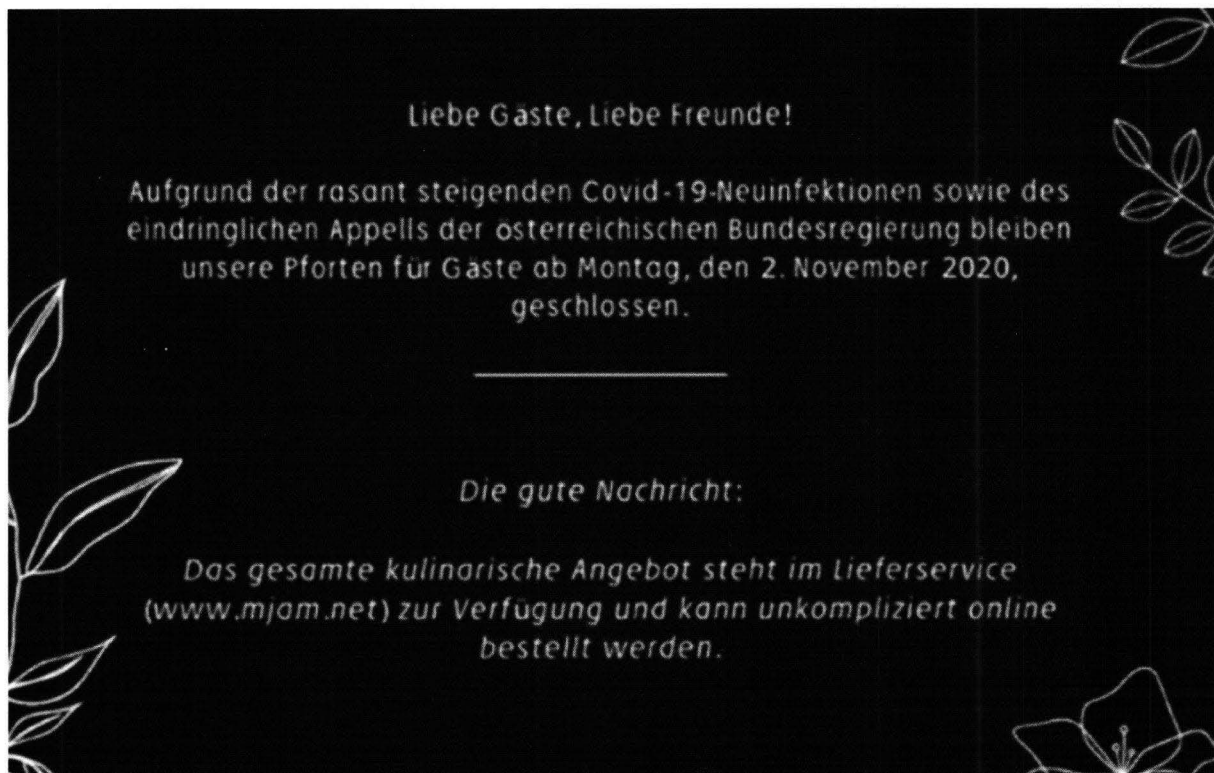 Liebe Gäste, Liebe Freunde!
Aufgrund der rasant steigenden Covid-19-Neuinfektionen sowie des
eindringlichen Appells der österreichischen Bundesregierung bleiben
unsere Pforten für Gäste ab Montag, den 2. November 2020,
geschlossen.
Die gute Nachricht:
Das gesamte kulinarische Angebot steht im Lieferservice
(www.mjam.net) zur Verfügung und kann unkompliziert online
bestellt werden.